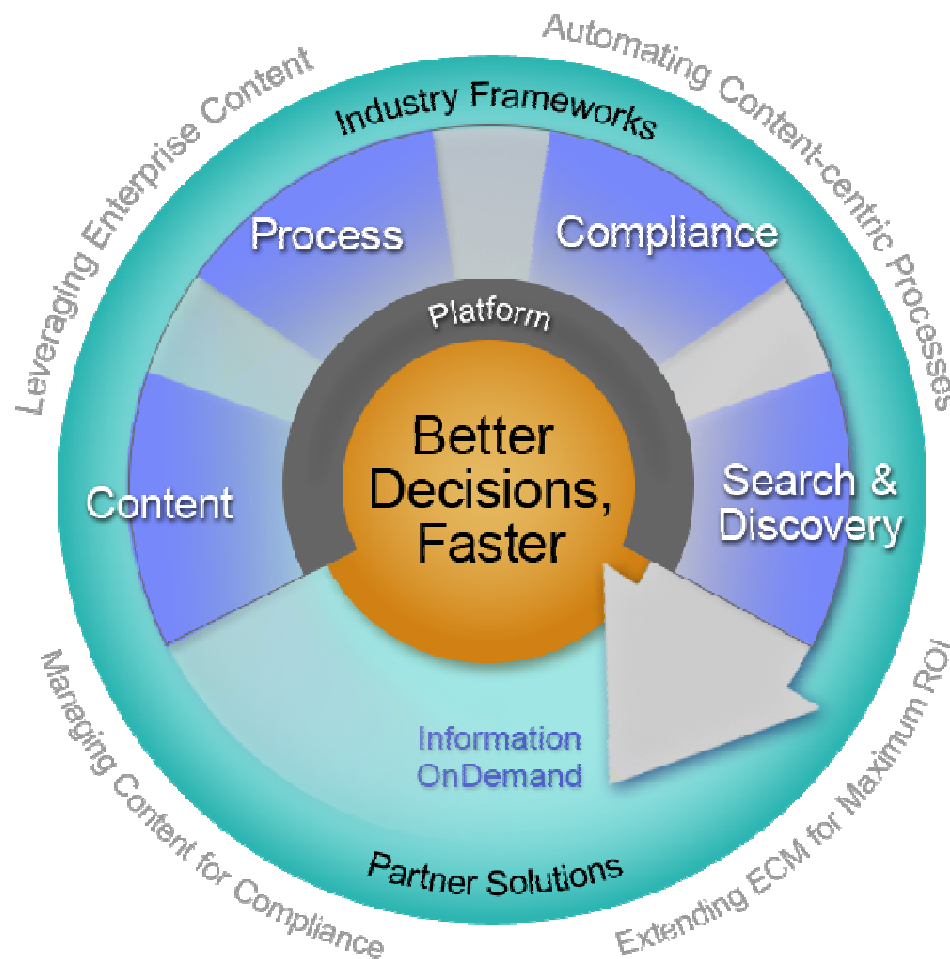 Automating Content-centric Processes
Leveraging Enterprise Content
Industry Frameworks
Process
Compliance
Platform
Better
Decisions,
Faster
Content
Search &
Discovery
Information
OnDemand
Partner Solutions
Managing Content for Compliance
Extending ECM for Maximum ROI